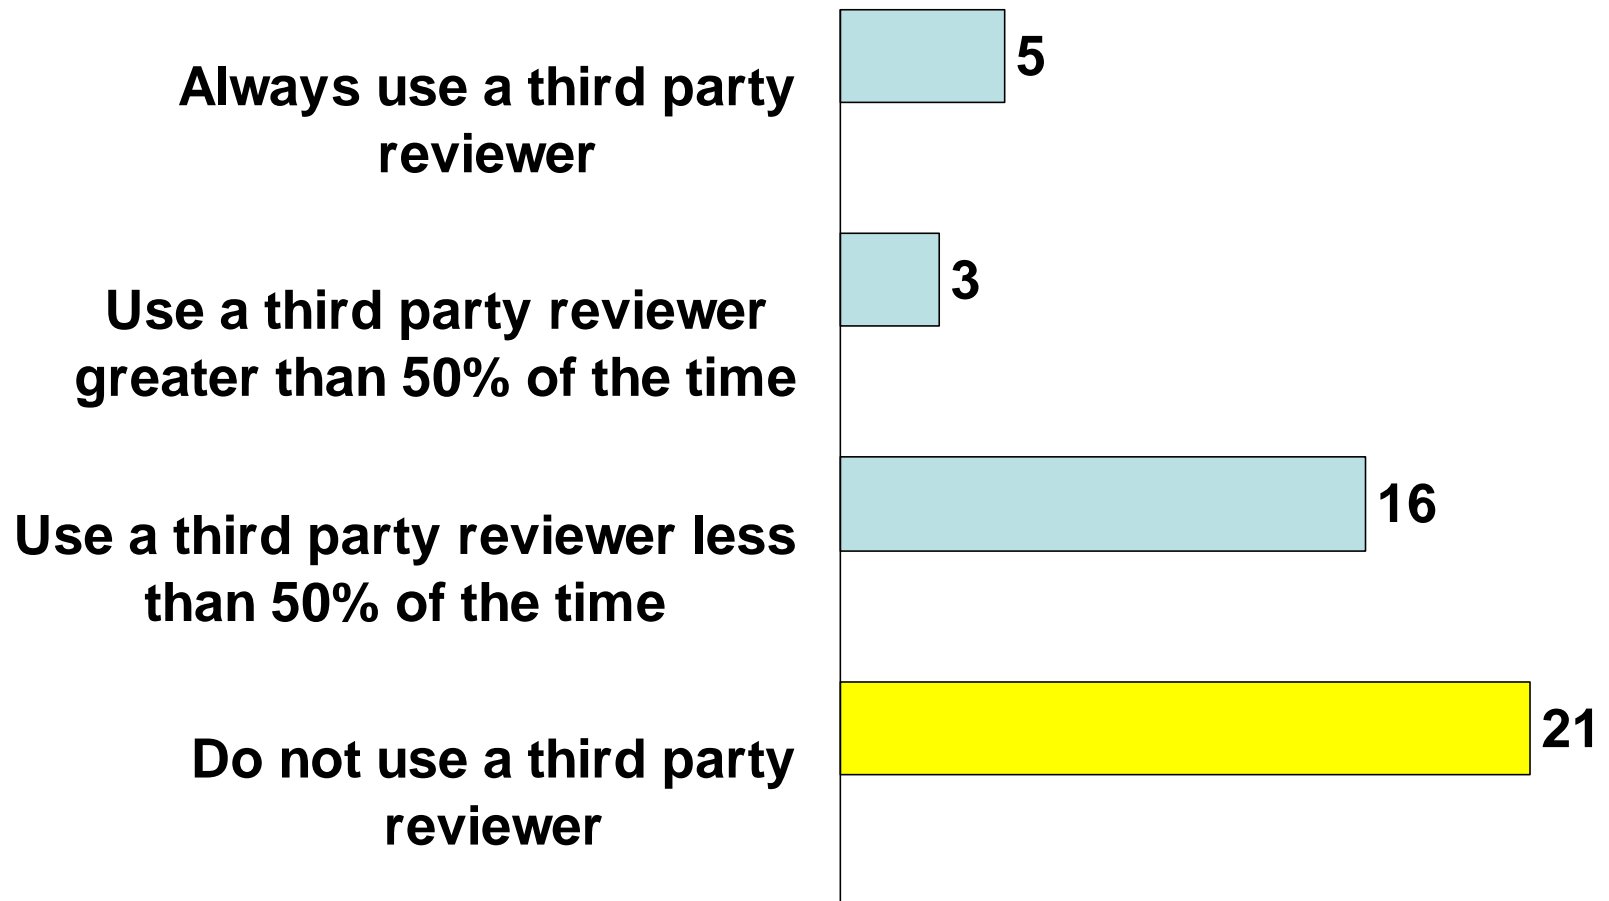 Always use a third party
reviewer
5
Use a third party reviewer
greater than 50% of the time
3
Use a third party reviewer less
than 50% of the time
16
Do not use a third party
reviewer
21